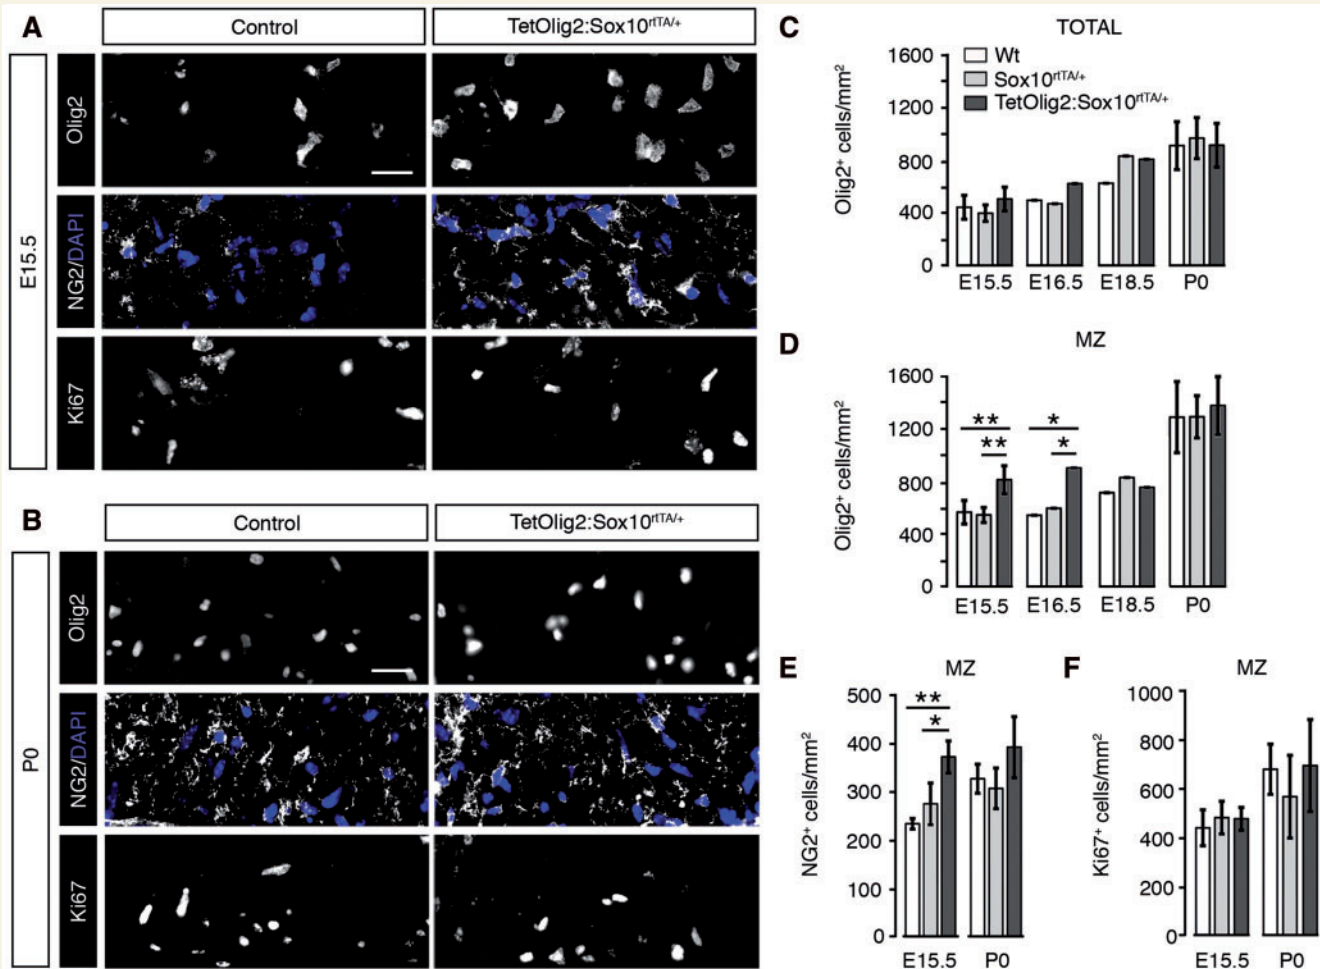 A
Control
TetOlig2:Sox10rtTA/+
E15.5
Olig2
NG2/DAPI
Ki67
B
Control
TetOlig2:Sox10rtTA/+
P0
Olig2
NG2/DAPI
Ki67
C
TOTAL
Olig2+ cells/mm2
1600
1200
800
400
0
Wt
Sox10rtTA/+
TetOlig2:Sox10rtTA/+
E15.5 E16.5 E18.5 P0
D
MZ
Olig2+ cells/mm2
1600
1200
800
400
0
** *
** *
E15.5 E16.5 E18.5 P0
E
MZ
NG2+ cells/mm2
500
400
300
200
100
0
**
*
E15.5 P0
F
MZ
Ki67+ cells/mm2
1000
800
600
400
200
0
E15.5 P0